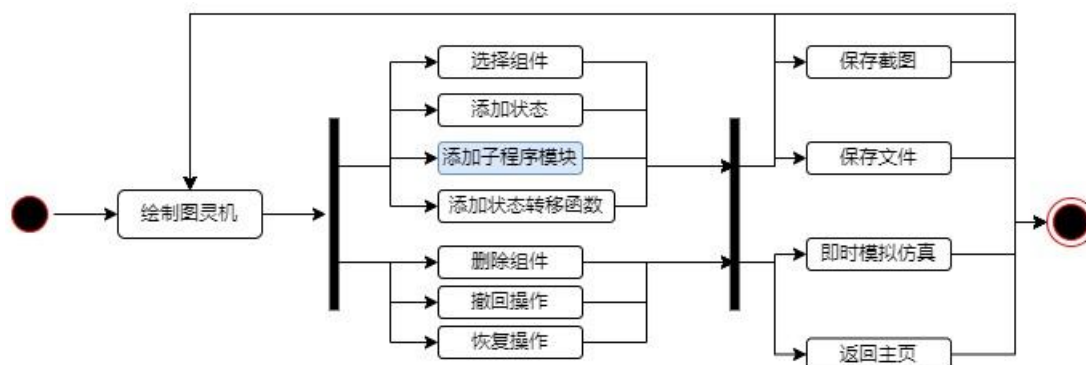 绘制图灵机
选择组件
添加状态
添加子程序模块
添加状态转移函数
删除组件
撤回操作
恢复操作
保存截图
保存文件
即时模拟仿真
返回主页